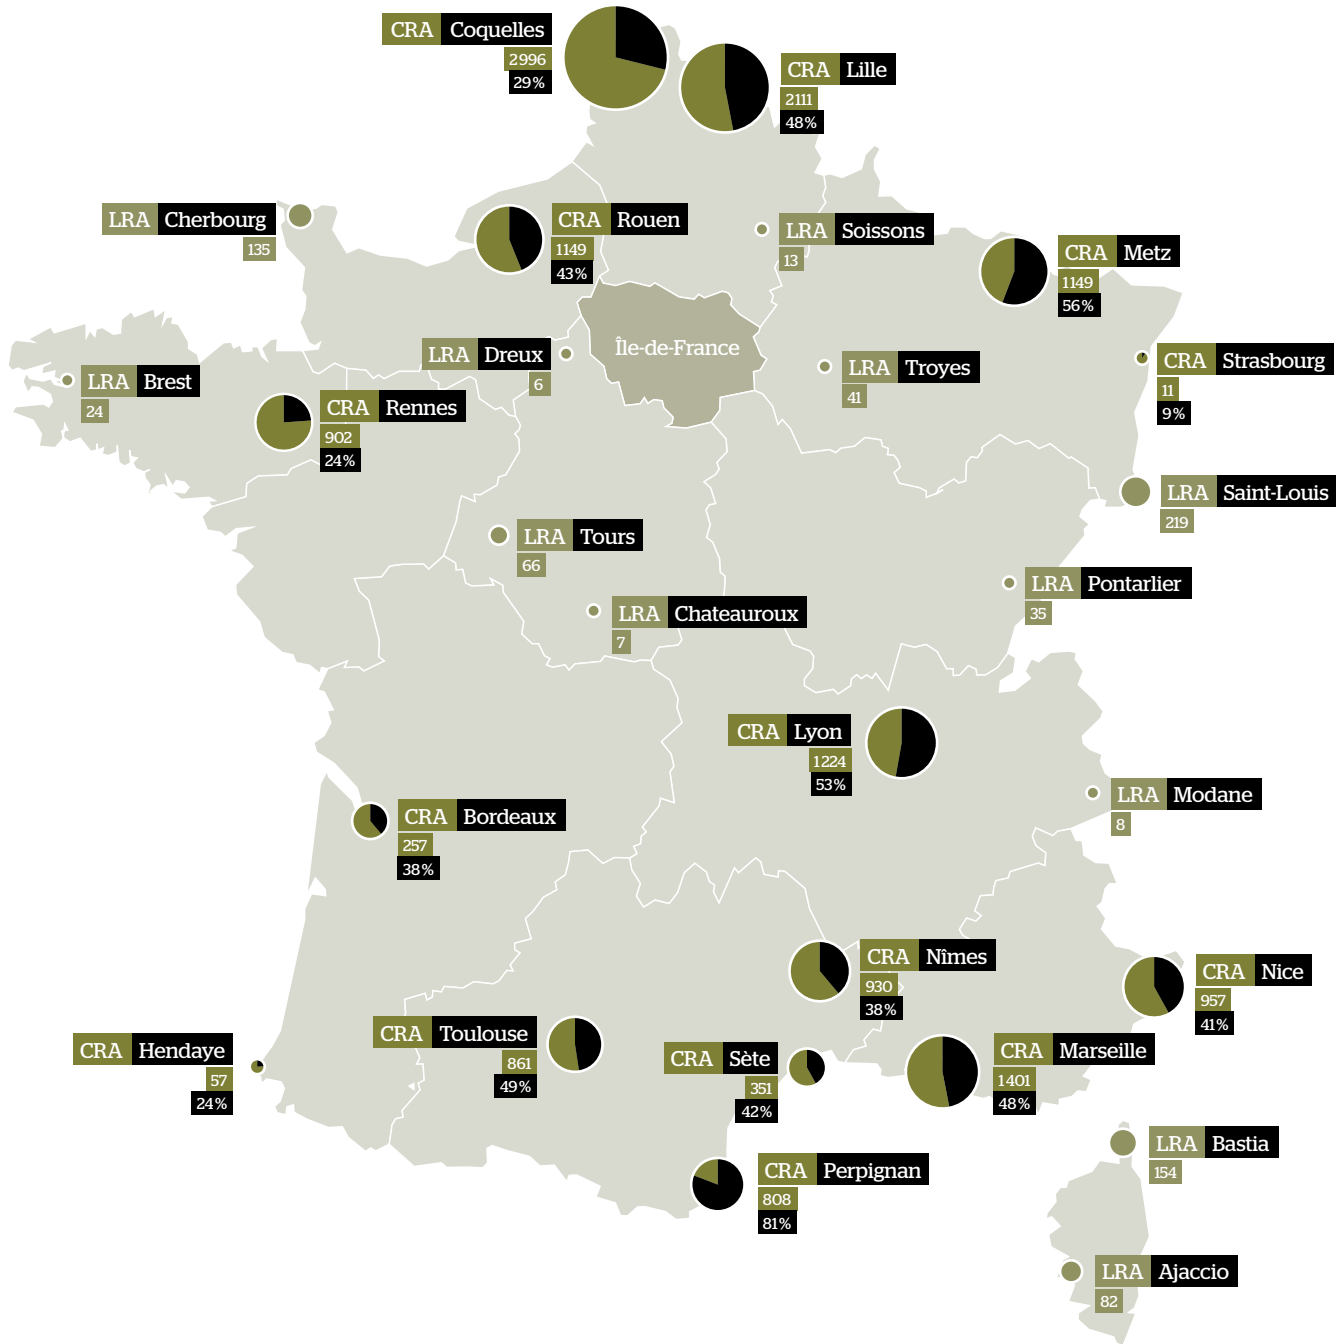 CRA Coquelles
2996
29%
CRA Lille
2111
48%
LRA Cherbourg
135
CRA Rouen
1149
43%
LRA Soissons
13
CRA Metz
1149
56%
Île-de-France
LRA Dreux
6
LRA Troyes
41
CRA Strasbourg
11
9%
LRA Brest
24
CRA Rennes
902
24%
LRA Saint-Louis
219
LRA Tours
66
LRA Pontarlier
35
LRA Chateauroux
7
CRA Lyon
1224
53%
LRA Modane
8
CRA Bordeaux
257
38%
CRA Nîmes
930
38%
CRA Nice
957
41%
CRA Hendaye
57
24%
CRA Toulouse
861
49%
CRA Sète
351
42%
CRA Marseille
1401
48%
LRA Bastia
154
CRA Perpignan
808
81%
LRA Ajaccio
82